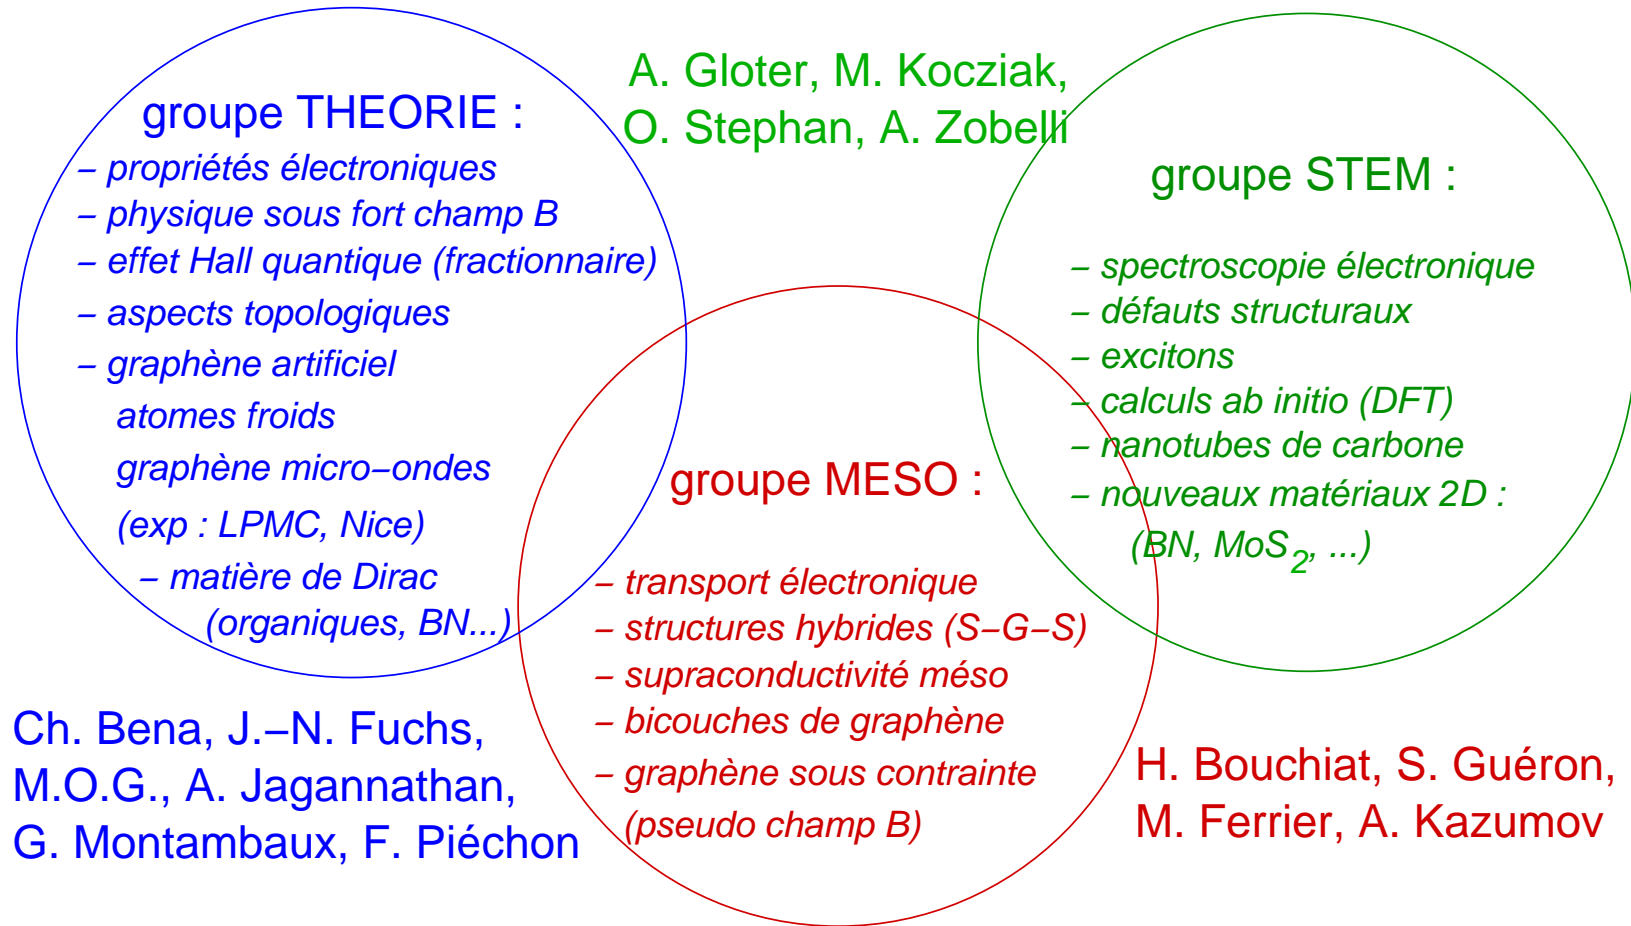 groupe THEORIE :
– propriétés électroniques
– physique sous fort champ B
– effet Hall quantique (fractionnaire)
– aspects topologiques
– graphène artificiel
atomes froids
graphène micro–ondes
(exp : LPMC, Nice)
– matière de Dirac
(organiques, BN...)
Ch. Bena, J.–N. Fuchs,
M.O.G., A. Jagannathan,
G. Montambaux, F. Piéchon
A. Gloter, M. Kocziak,
O. Stephan, A. Zobelli
groupe STEM :
– spectroscopie électronique
– défauts structuraux
– excitons
– calculs ab initio (DFT)
– nanotubes de carbone
– nouveaux matériaux 2D :
(BN, MoS2, ...)
groupe MESO :
– transport électronique
– structures hybrides (S–G–S)
– supraconductivité méso
– bicouches de graphène
– graphène sous contrainte
(pseudo champ B)
H. Bouchiat, S. Guéron,
M. Ferrier, A. Kazumov